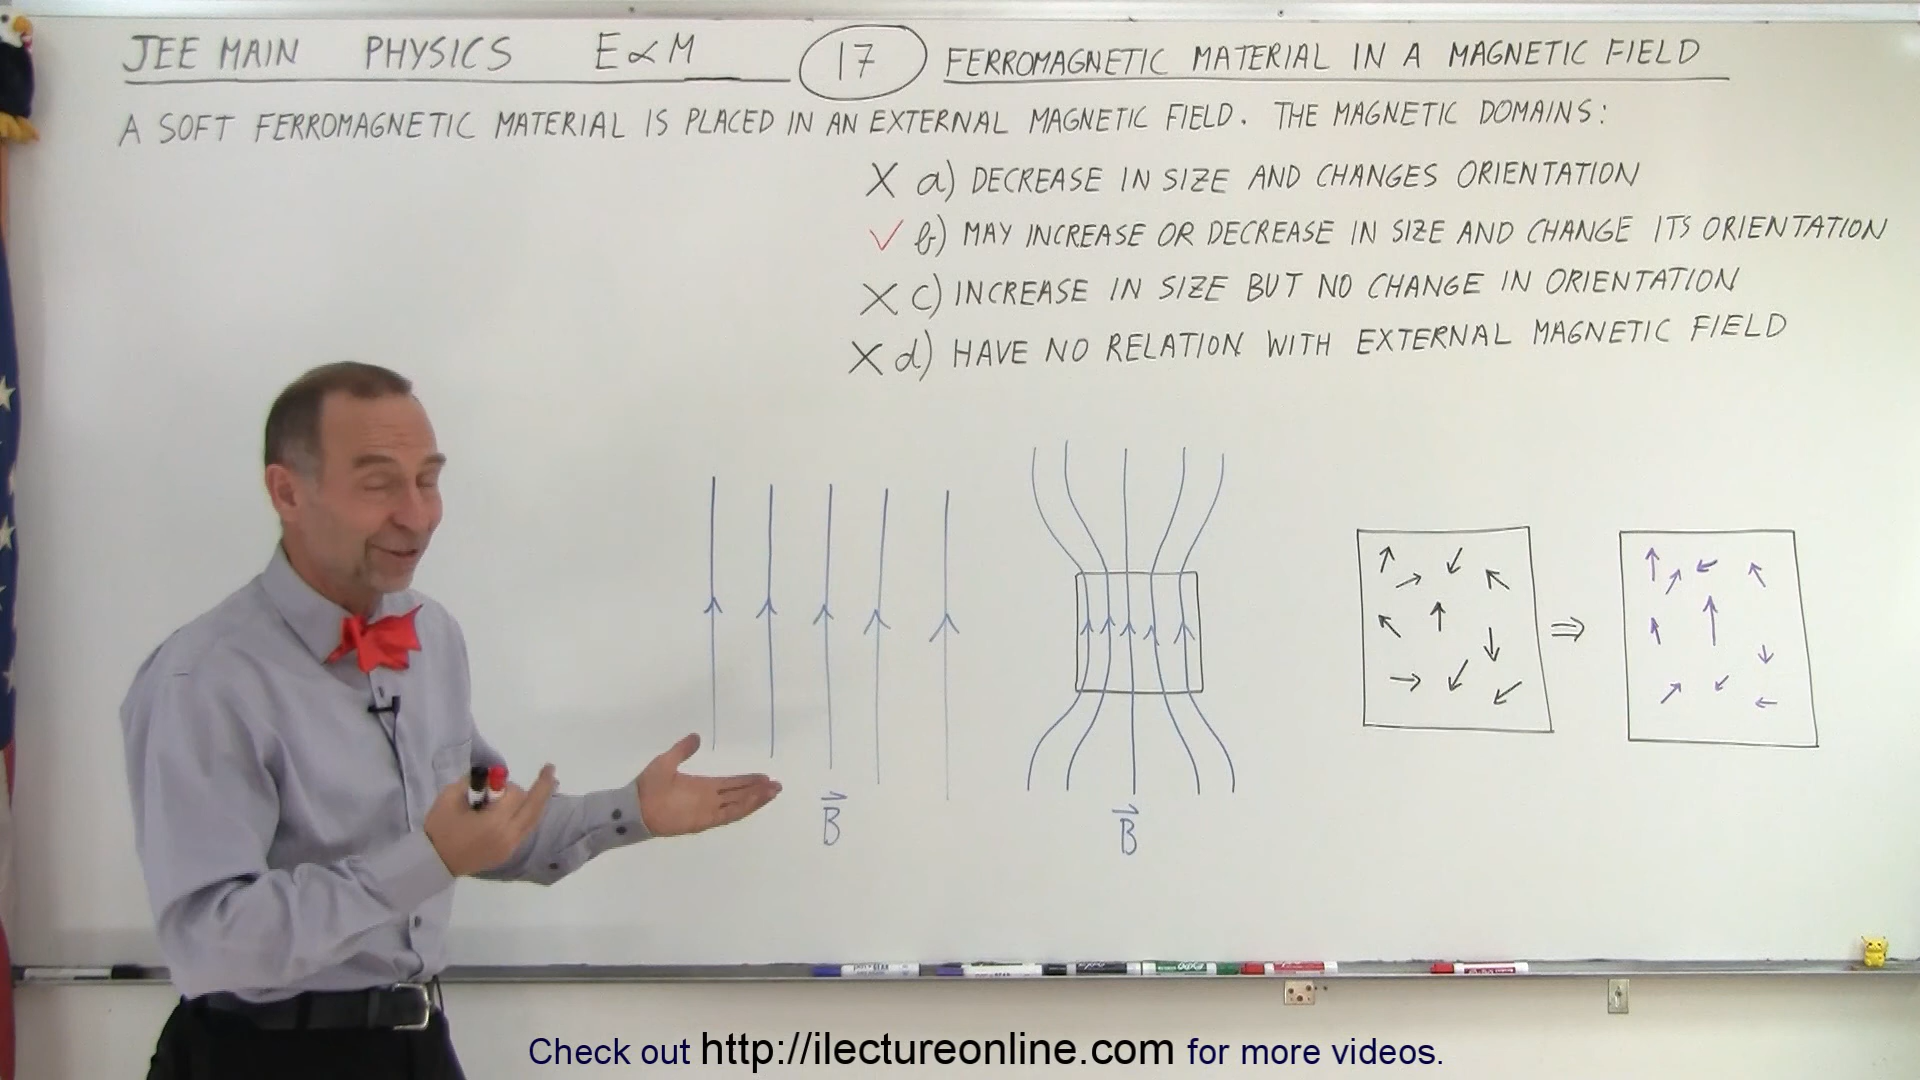 JEE MAIN PHYSICS E&M 17 FERROMAGNETIC MATERIAL IN A MAGNETIC FIELD
A SOFT FERROMAGNETIC MATERIAL IS PLACED IN AN EXTERNAL MAGNETIC FIELD. THE MAGNETIC DOMAINS:
X a) DECREASE IN SIZE AND CHANGES ORIENTATION
✓ b) MAY INCREASE OR DECREASE IN SIZE AND CHANGE ITS ORIENTATION
X c) INCREASE IN SIZE BUT NO CHANGE IN ORIENTATION
X d) HAVE NO RELATION WITH EXTERNAL MAGNETIC FIELD
B⃗
B⃗
Check out http://ilectureonline.com for more videos.